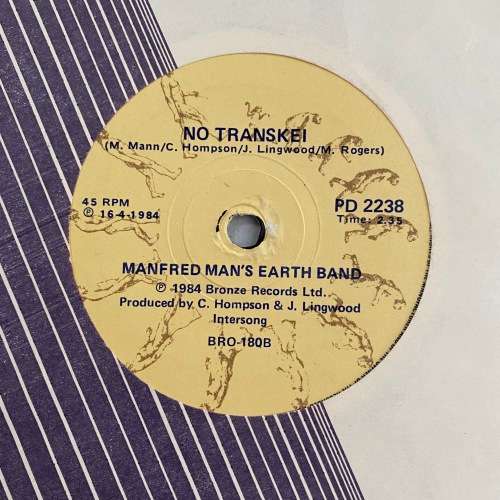 NO TRANSKEI
(M. Mann/C. Hompson/J. Lingwood/M. Rogers)
45 RPM
℗ 16-4-1984
PD 2238
Time: 2.35
MANFRED MAN'S EARTH BAND
℗ 1984 Bronze Records Ltd..
Produced by C. Hompson & J. Lingwood
Intersong
BRO-180B